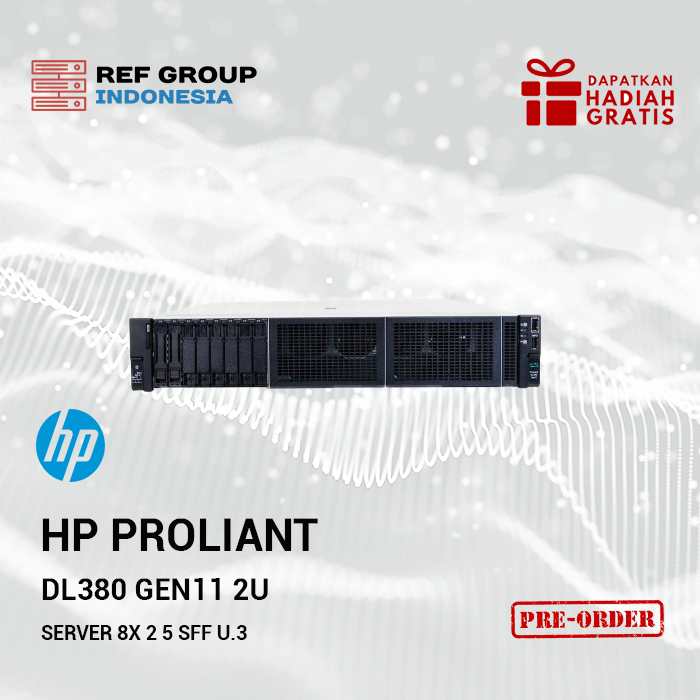 REF GROUP
INDONESIA
DAPATKAN
HADIAH
GRATIS
hp
HP PROLIANT
DL380 GEN11 2U
SERVER 8X 2 5 SFF U.3
PRE-ORDER